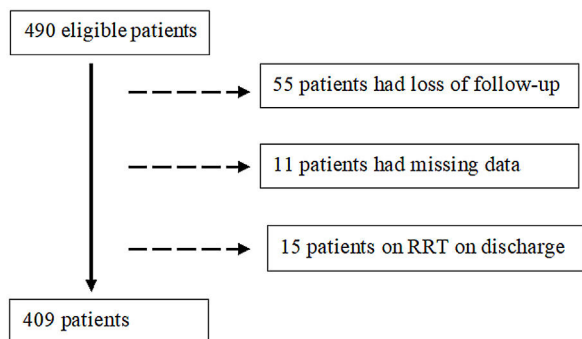 490 eligible patients
55 patients had loss of follow-up
11 patients had missing data
15 patients on RRT on discharge
409 patients